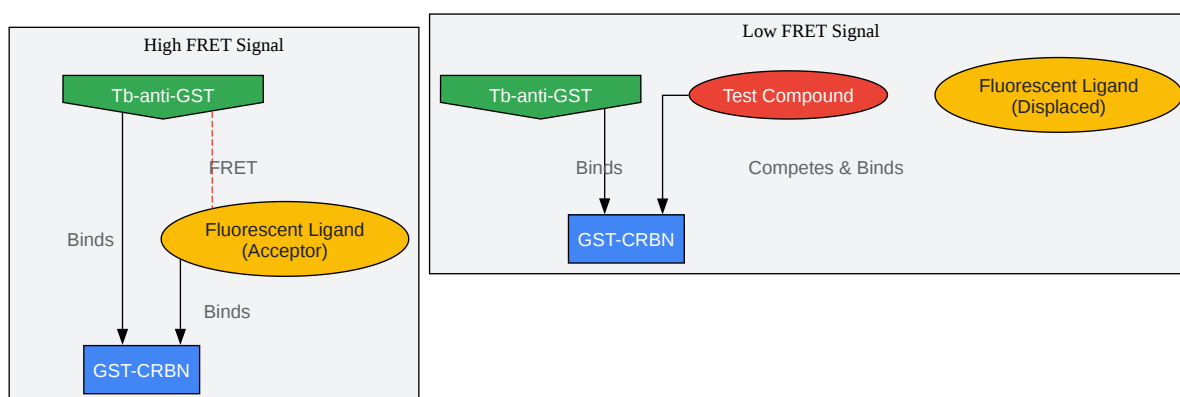 High FRET Signal
Tb-anti-GST
FRET
Fluorescent Ligand
(Acceptor)
Binds
Binds
GST-CRBN
Low FRET Signal
Tb-anti-GST
Test Compound
Fluorescent Ligand
(Displaced)
Binds
Competes & Binds
GST-CRBN